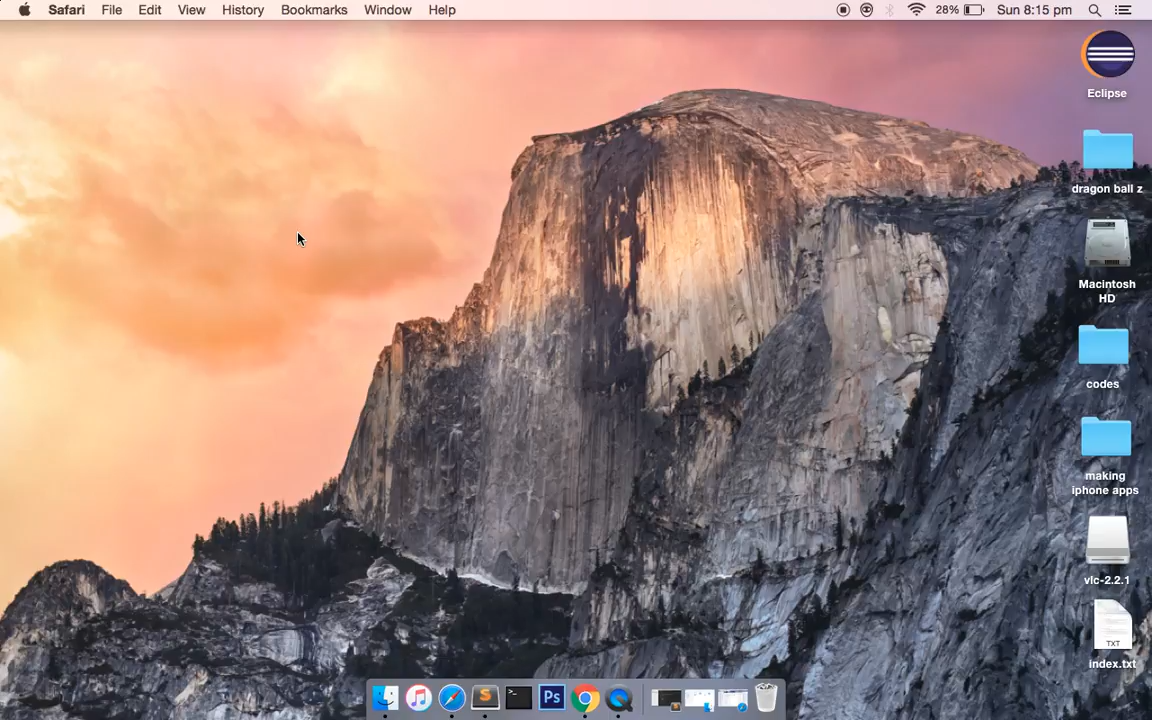 Safari File Edit View History Bookmarks Window Help 28% Sun 8:15 pm
Eclipse
dragon ball z
Macintosh
HD
codes
making
iphone apps
vlc-2.2.1
TXT
index.txt
S >_ Ps